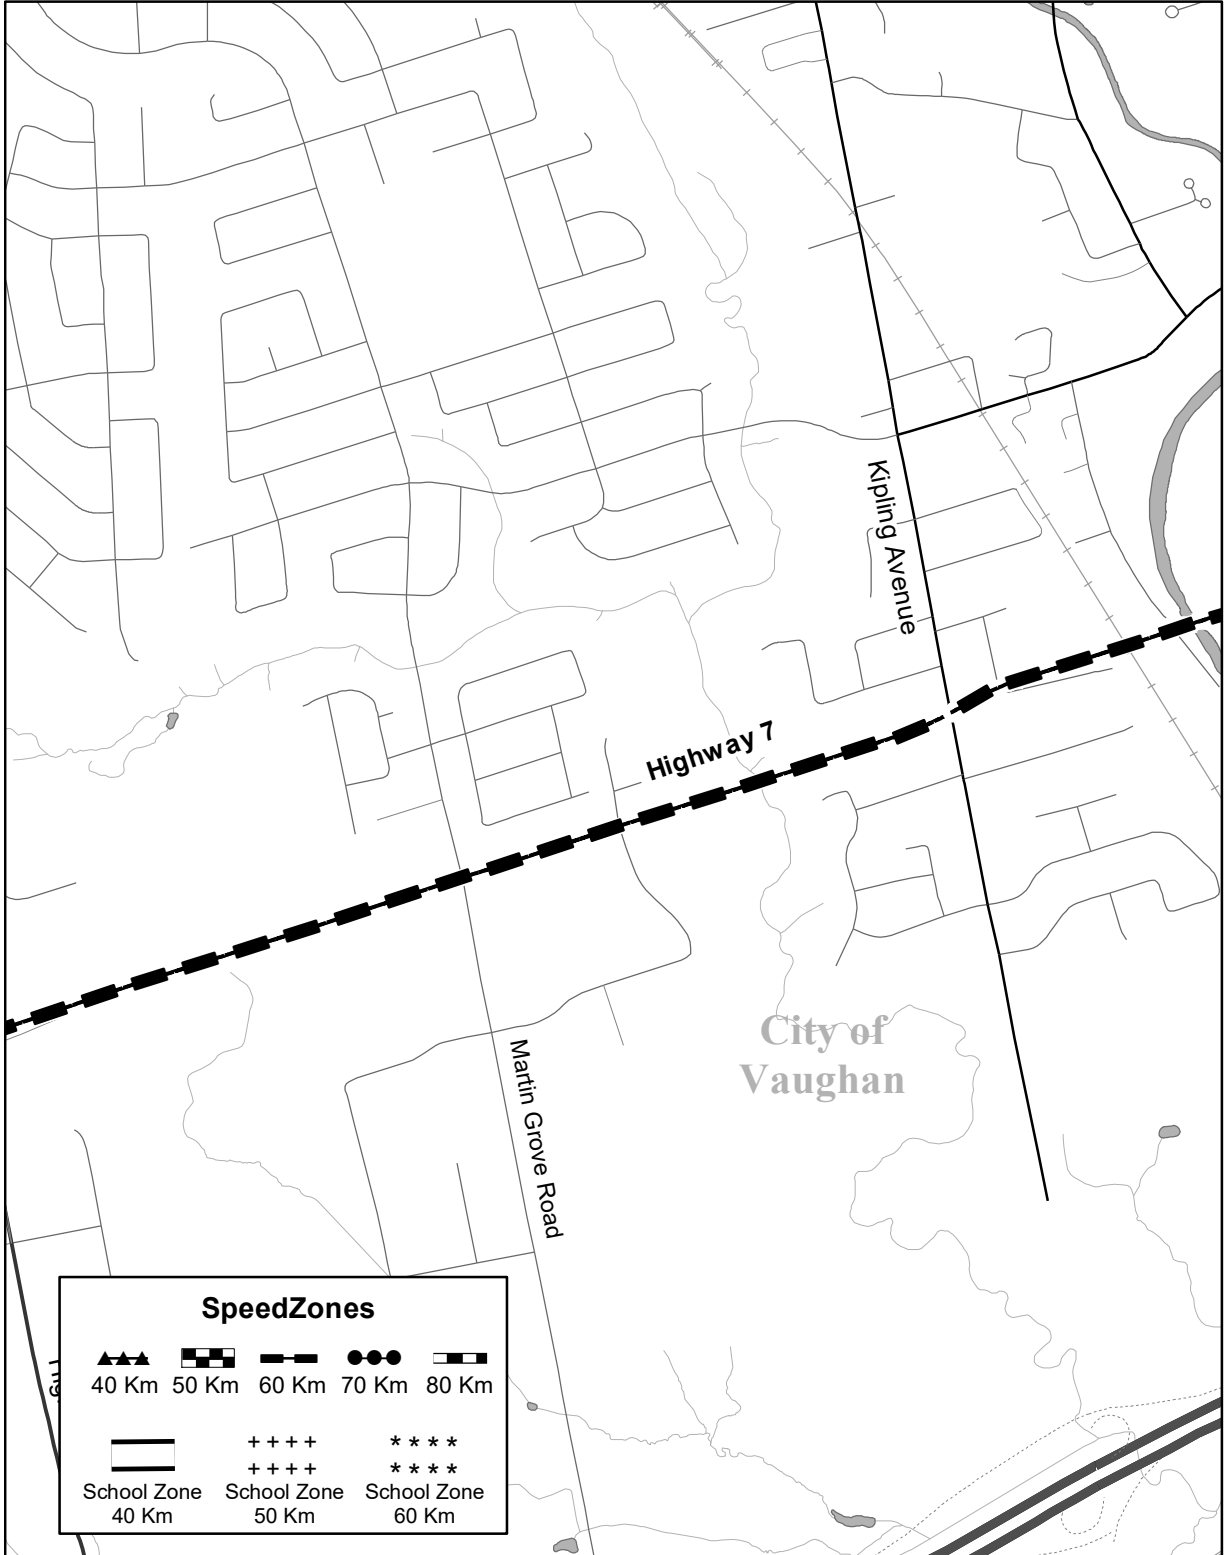 Kipling Avenue
Highway 7
City of
Vaughan
Martin Grove Road
SpeedZones
40 Km 50 Km 60 Km 70 Km 80 Km
School Zone School Zone School Zone
40 Km 50 Km 60 Km